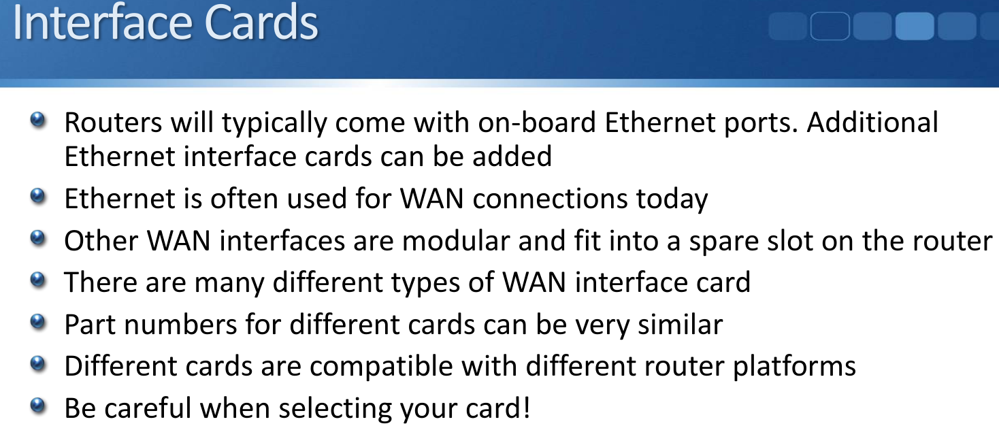 Interface Cards
Routers will typically come with on-board Ethernet ports. Additional
Ethernet interface cards can be added
Ethernet is often used for WAN connections today
Other WAN interfaces are modular and fit into a spare slot on the router
There are many different types of WAN interface card
Part numbers for different cards can be very similar
Different cards are compatible with different router platforms
Be careful when selecting your card!